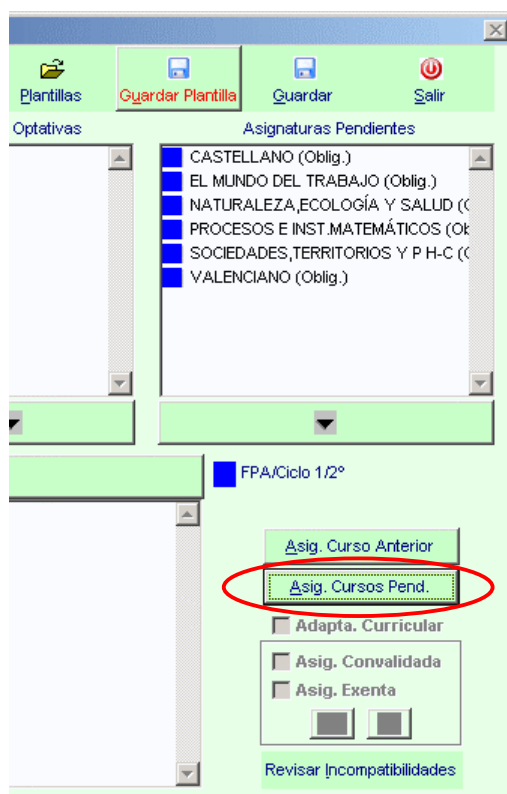 Plantillas Guardar Plantilla Guardar Salir
Optativas Asignaturas Pendientes
CASTELLANO (Oblig.)
EL MUNDO DEL TRABAJO (Oblig.)
NATURALEZA,ECOLOGÍA Y SALUD (
PROCESOS E INST.MATEMÁTICOS (Ob
SOCIEDADES,TERRITORIOS Y P H-C (
VALENCIANO (Oblig.)
FPA/Ciclo 1/2º
Asig. Curso Anterior
Asig. Cursos Pend.
Adapta. Curricular
Asig. Convalidada
Asig. Exenta
Revisar Incompatibilidades